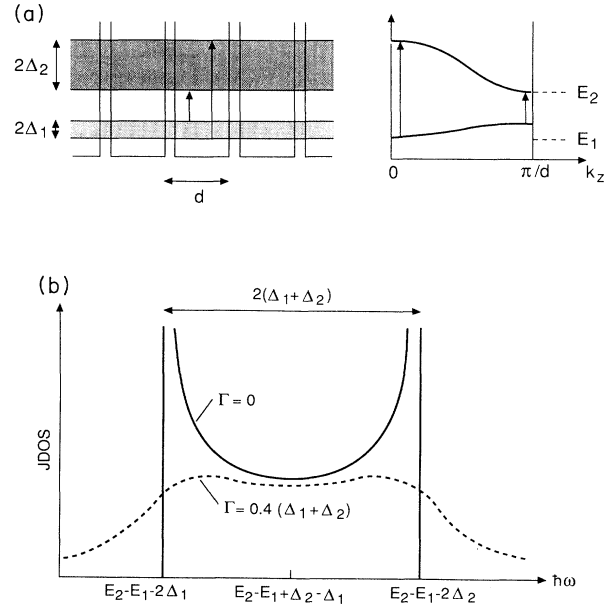 (a)
2Δ₂
2Δ₁
d
E₂
E₁
0
π/d
k_z
(b)
2(Δ₁+Δ₂)
Γ = 0
Γ = 0.4 (Δ₁+Δ₂)
JDOS
ħω
E₂-E₁-2Δ₁
E₂-E₁+Δ₂-Δ₁
E₂-E₁-2Δ₂